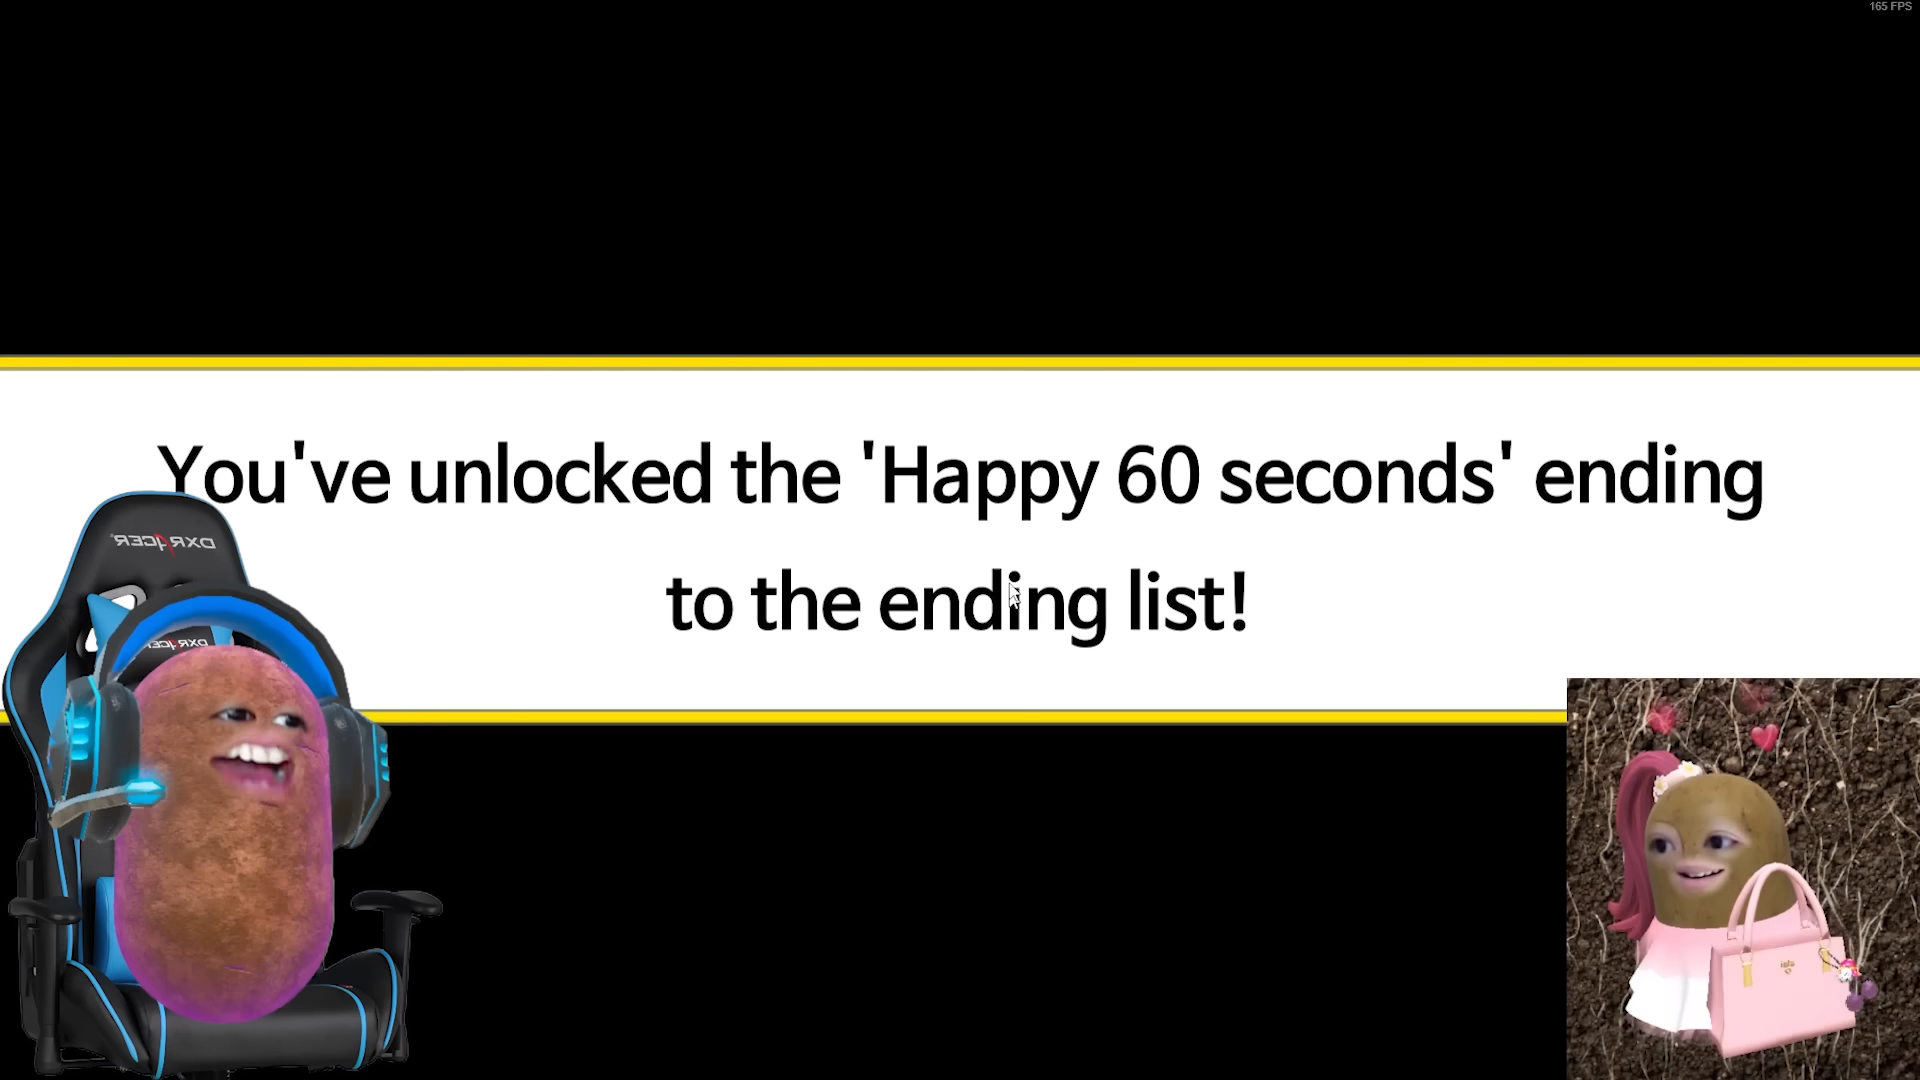 165 FPS
You've unlocked the 'Happy 60 seconds' ending
to the ending list!
DXRACER
DXRACER